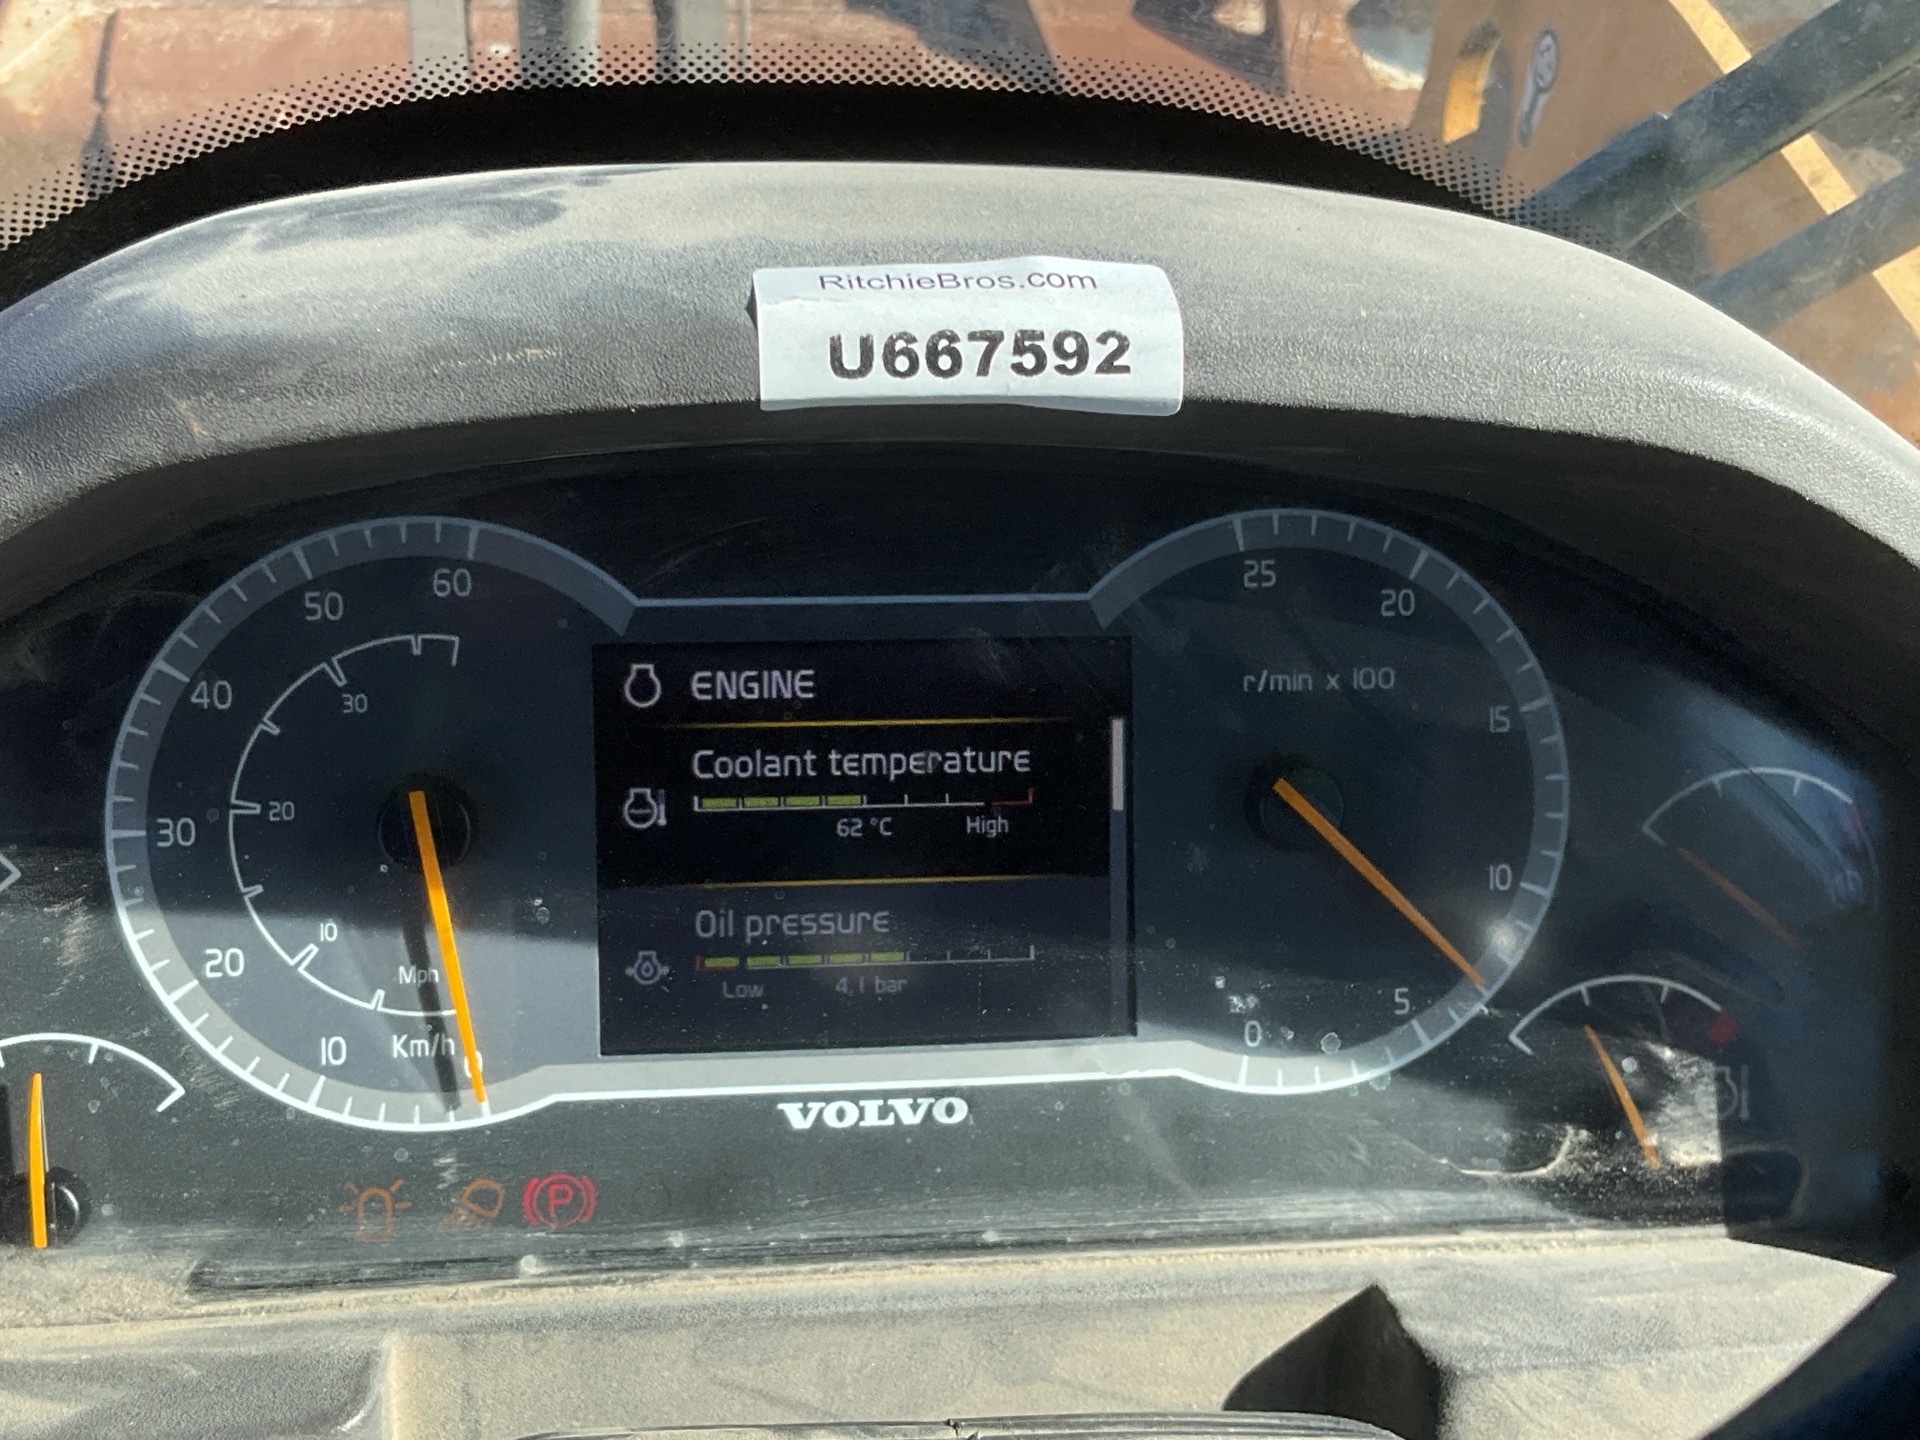 RitchieBros.com
U667592
60
50
40
30
20
10
30
20
10
Mph
Km/h
0
ENGINE
Coolant temperature
62 °C High
Oil pressure
Low 4.1 bar
25
20
r/min x 100
15
10
5
0
VOLVO
P